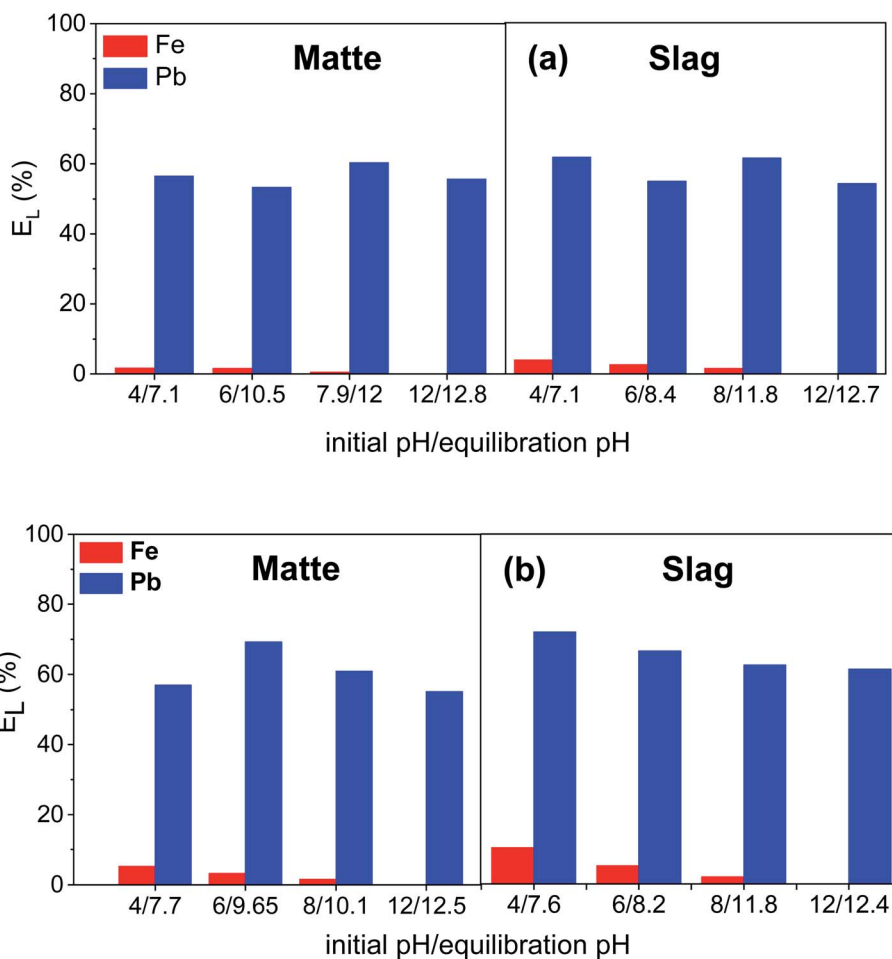 100
80
60
40
20
0
E_L (%)
Fe
Pb
Matte
(a) Slag
4/7.1 6/10.5 7.9/12 12/12.8 4/7.1 6/8.4 8/11.8 12/12.7
initial pH/equilibration pH
100
80
60
40
20
0
E_L (%)
Fe
Pb
Matte
(b) Slag
4/7.7 6/9.65 8/10.1 12/12.5 4/7.6 6/8.2 8/11.8 12/12.4
initial pH/equilibration pH